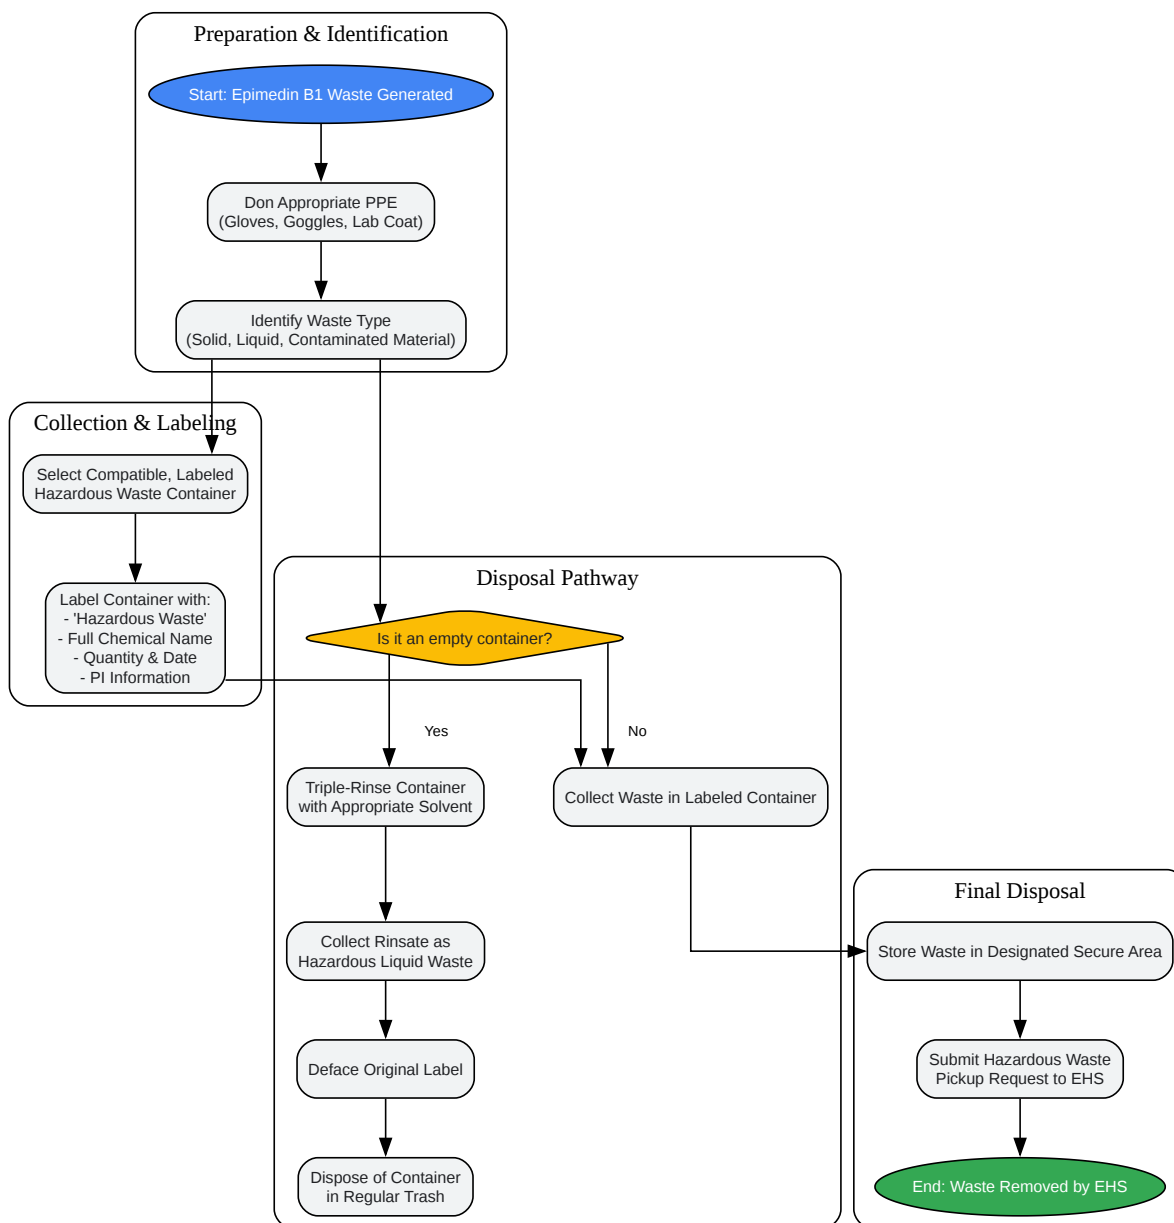 Preparation & Identification
Start: Epimedin B1 Waste Generated
Don Appropriate PPE
(Gloves, Goggles, Lab Coat)
Identify Waste Type
(Solid, Liquid, Contaminated Material)
Collection & Labeling
Select Compatible, Labeled
Hazardous Waste Container
Label Container with:
- 'Hazardous Waste'
- Full Chemical Name
- Quantity & Date
- PI Information
Disposal Pathway
Is it an empty container?
Yes
No
Triple-Rinse Container
with Appropriate Solvent
Collect Waste in Labeled Container
Collect Rinsate as
Hazardous Liquid Waste
Deface Original Label
Dispose of Container
in Regular Trash
Final Disposal
Store Waste in Designated Secure Area
Submit Hazardous Waste
Pickup Request to EHS
End: Waste Removed by EHS